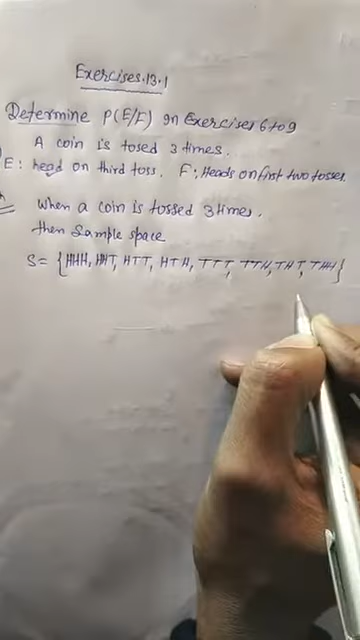 Exercises.13.1
Determine P(E/F) In Exercises 6 to 9
A coin is tosed 3 times.
E: head on third toss. F: Heads on first two tosses
When a coin is tossed 3 times.
then Sample space
S = {HHH, HHT, HTT, HTH, TTT, TTH, THT, THH}